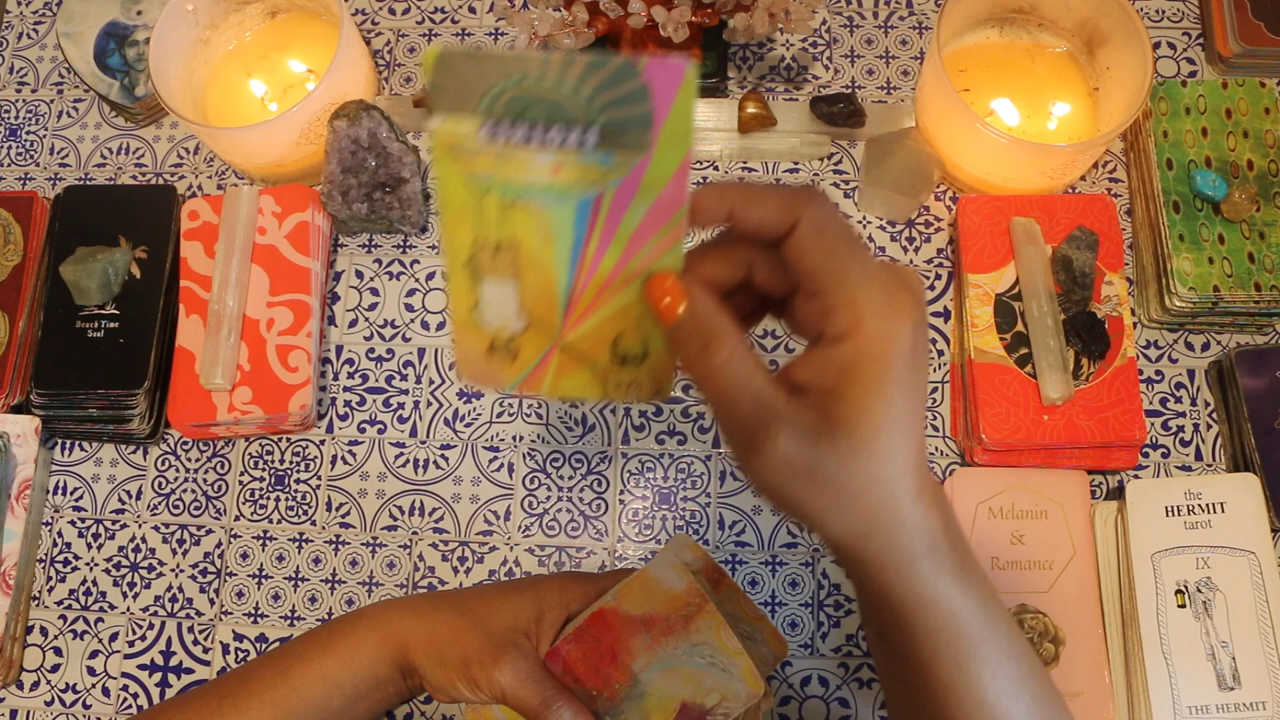 Beach Time
Soul
Melanin
&
Romance
the
HERMIT
tarot
IX
THE HERMIT